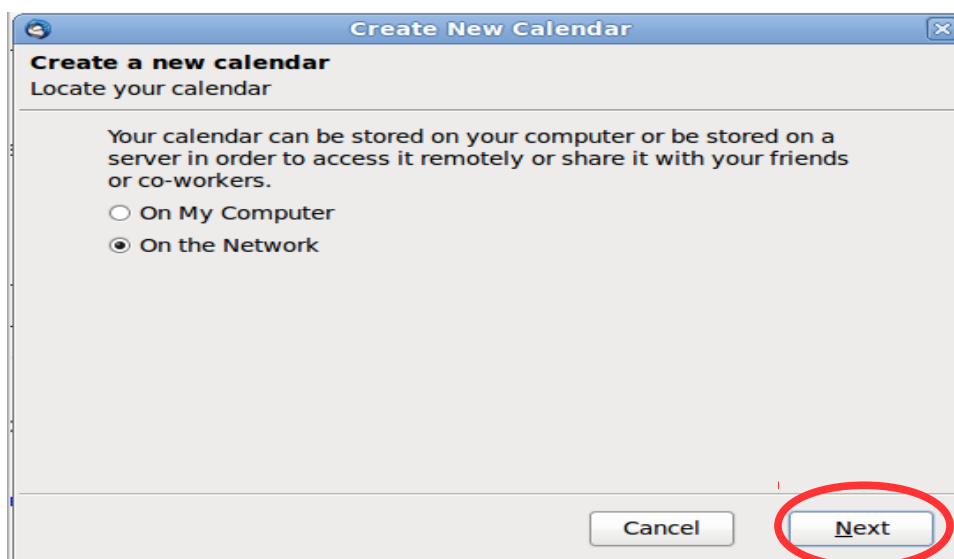 Create New Calendar
Create a new calendar
Locate your calendar
Your calendar can be stored on your computer or be stored on a
server in order to access it remotely or share it with your friends
or co-workers.
On My Computer
On the Network
Cancel
Next